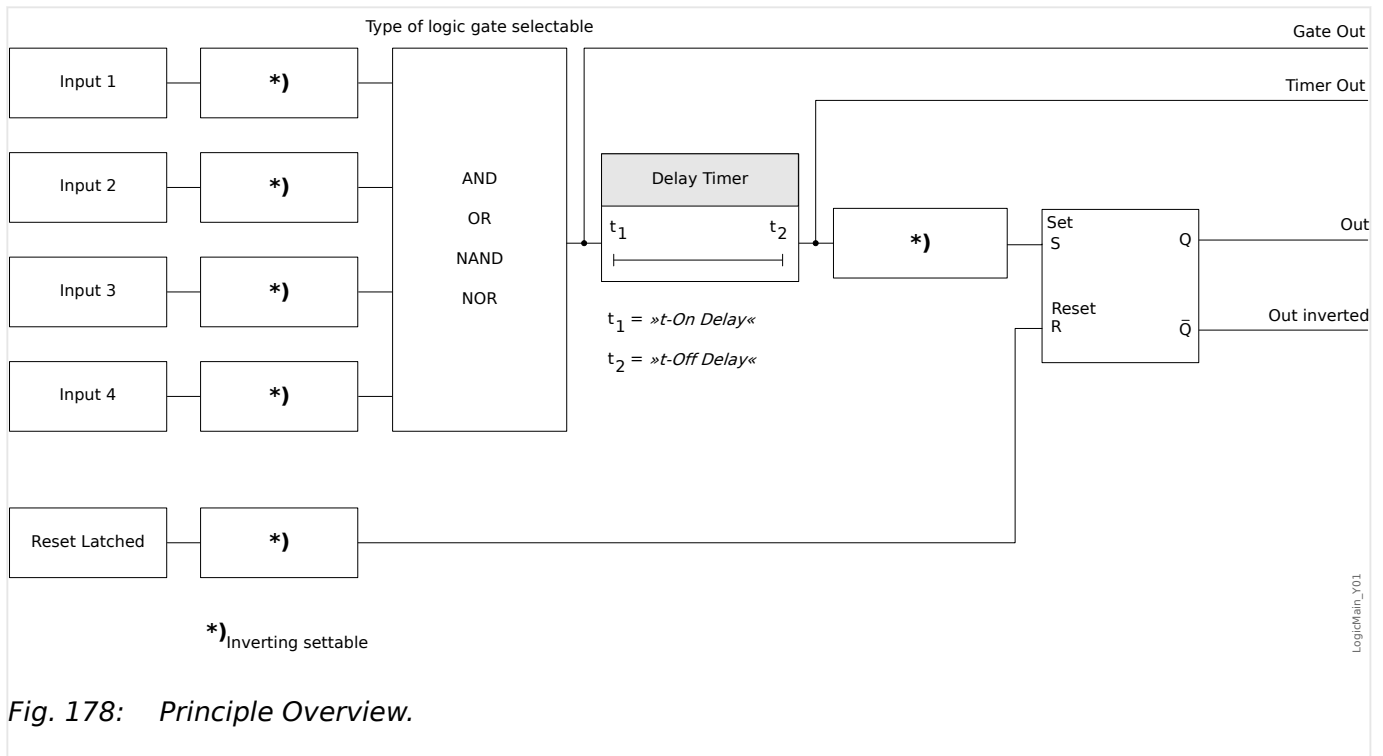 Type of logic gate selectable
Gate Out
Input 1
*)
Timer Out
Input 2
*)
AND
OR
NAND
NOR
Delay Timer
t1
t2
*)
Set
S
Q
Out
Input 3
*)
Reset
R
Q̅
Out inverted
t1 = »t-On Delay«
t2 = »t-Off Delay«
Input 4
*)
Reset Latched
*)
*)Inverting settable
LogicMain_Y01
Fig. 178: Principle Overview.